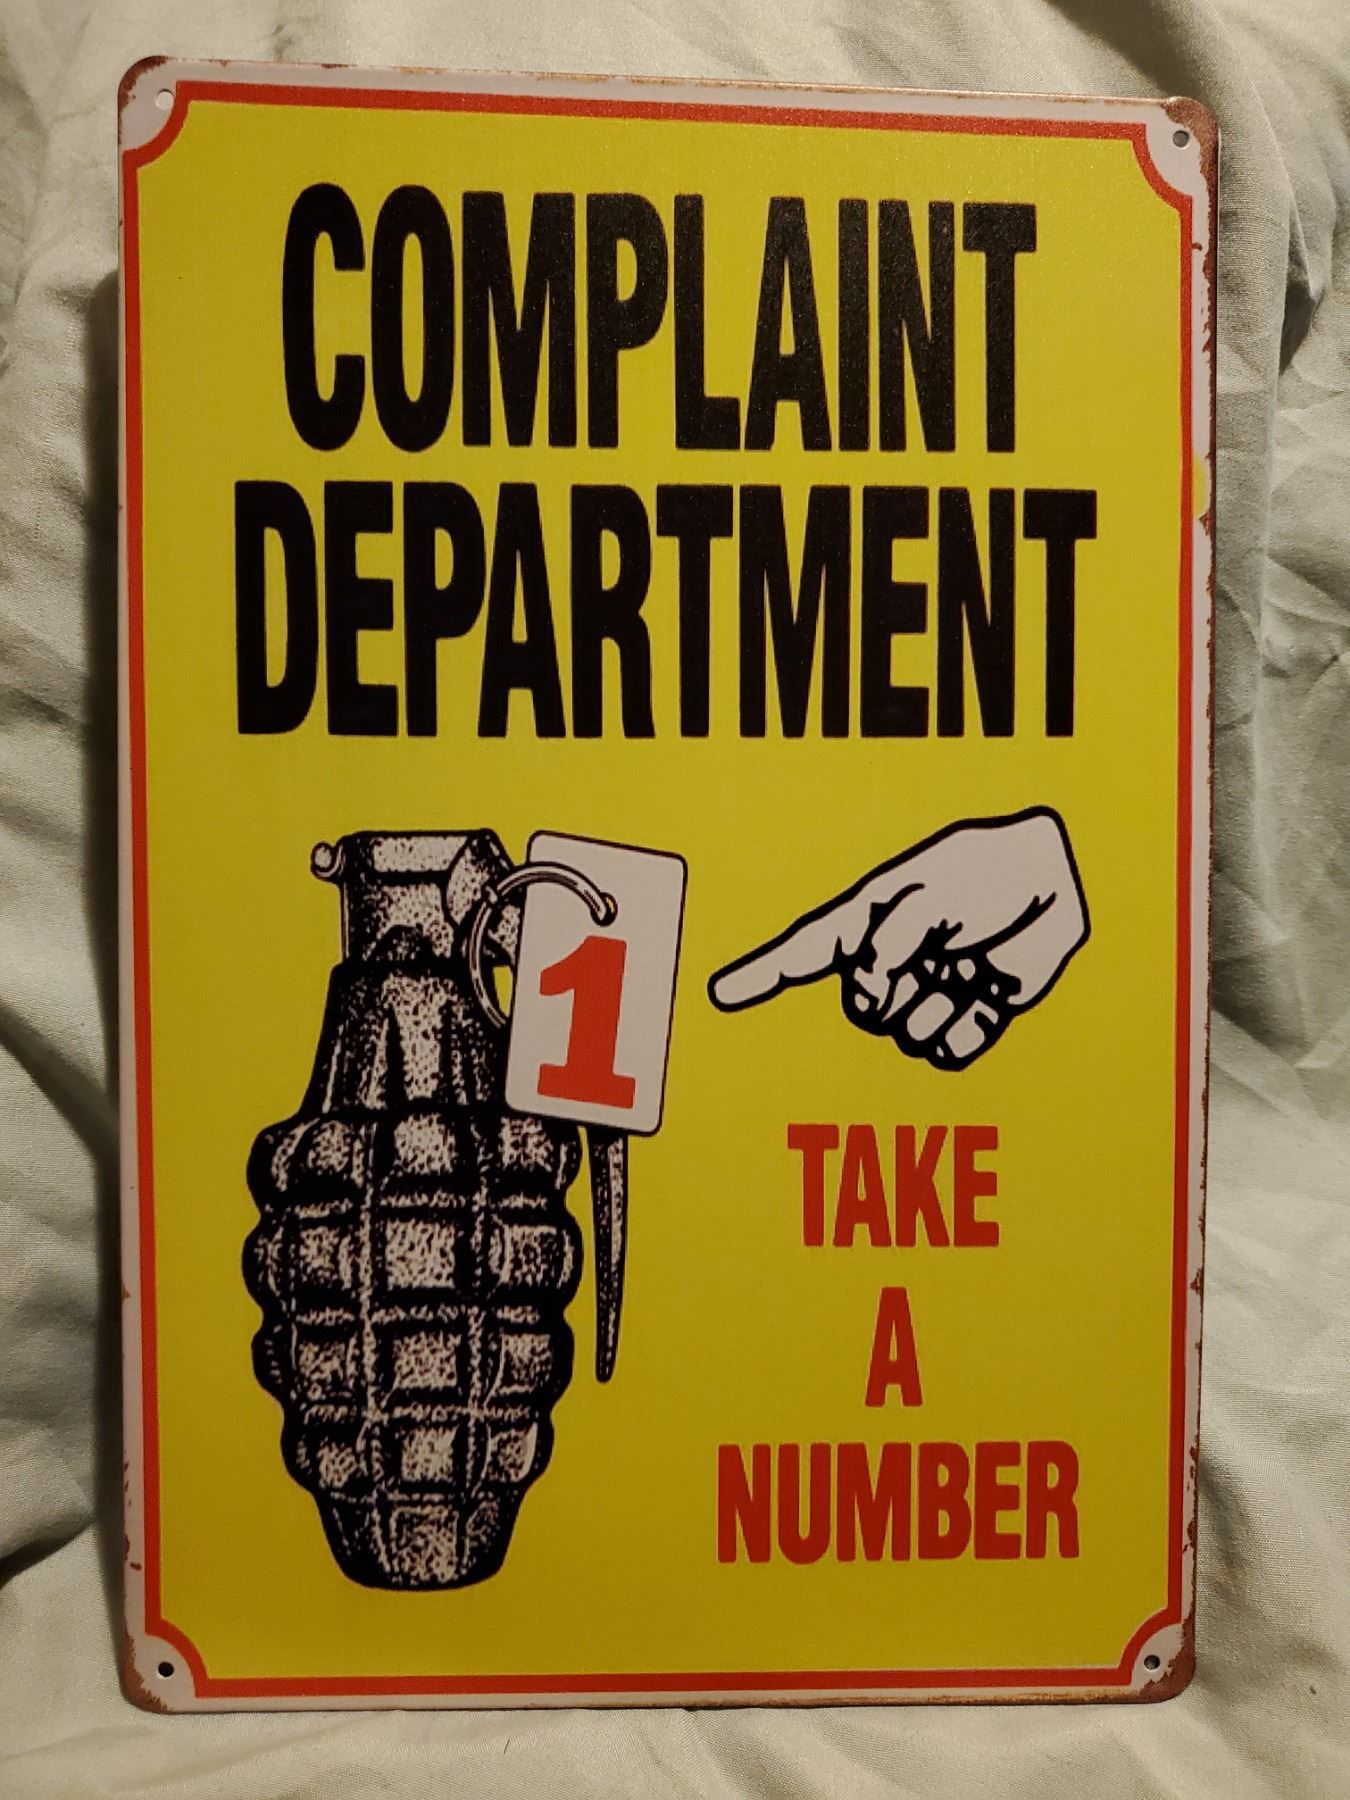 COMPLAINT
DEPARTMENT
1
TAKE
A
NUMBER